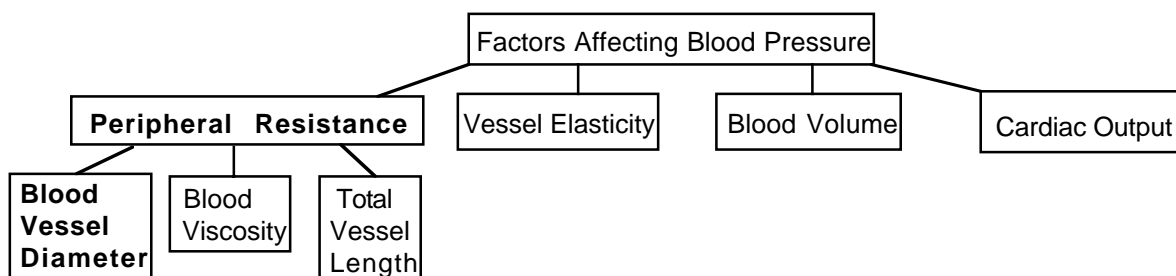 Factors Affecting Blood Pressure
Peripheral Resistance
Vessel Elasticity
Blood Volume
Cardiac Output
Blood
Vessel
Diameter
Blood
Viscosity
Total
Vessel
Length